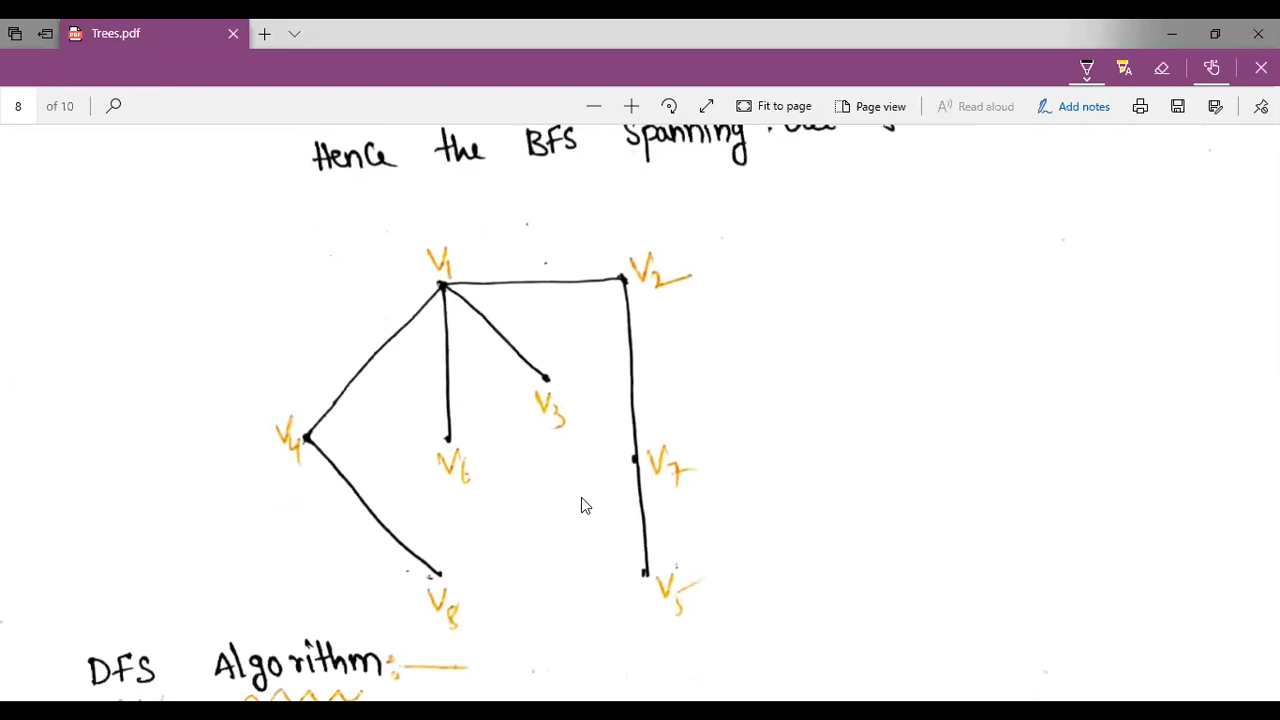 Trees.pdf
8 of 10
Fit to page
Page view
Read aloud
Add notes
Hence the BFS Spanning
V1
V2
V3
V4
V6
V7
V8
V5
DFS Algorithm: